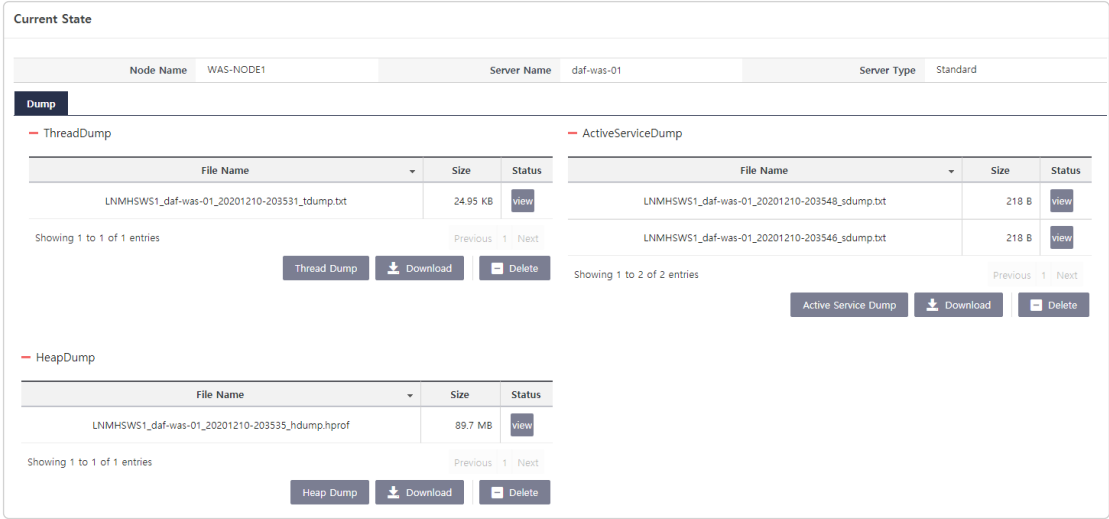 Current State
Node Name WAS-NODE1 Server Name daf-was-01 Server Type Standard
Dump
ThreadDump
File Name Size Status
LNMHSWS1_daf-was-01_20201210-203531_tdump.txt 24.95 KB view
Showing 1 to 1 of 1 entries Previous 1 Next
Thread Dump Download Delete
ActiveServiceDump
File Name Size Status
LNMHSWS1_daf-was-01_20201210-203548_sdump.txt 218 B view
LNMHSWS1_daf-was-01_20201210-203546_sdump.txt 218 B view
Showing 1 to 2 of 2 entries Previous 1 Next
Active Service Dump Download Delete
HeapDump
File Name Size Status
LNMHSWS1_daf-was-01_20201210-203535_hdump.hprof 89.7 MB view
Showing 1 to 1 of 1 entries Previous 1 Next
Heap Dump Download Delete